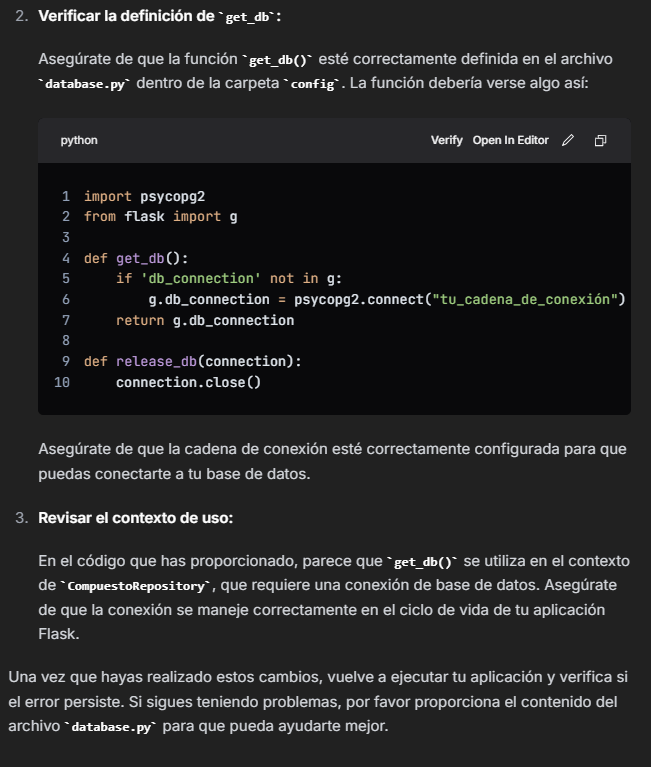 2. Verificar la definición de `get_db`:
Asegúrate de que la función `get_db()` esté correctamente definida en el archivo
`database.py` dentro de la carpeta `config`. La función debería verse algo así:
python Verify Open In Editor
1 import psycopg2
2 from flask import g
3
4 def get_db():
5     if 'db_connection' not in g:
6         g.db_connection = psycopg2.connect("tu_cadena_de_conexión")
7     return g.db_connection
8
9 def release_db(connection):
10     connection.close()
Asegúrate de que la cadena de conexión esté correctamente configurada para que
puedas conectarte a tu base de datos.
3. Revisar el contexto de uso:
En el código que has proporcionado, parece que `get_db()` se utiliza en el contexto
de `CompuestoRepository`, que requiere una conexión de base de datos. Asegúrate
de que la conexión se maneje correctamente en el ciclo de vida de tu aplicación
Flask.
Una vez que hayas realizado estos cambios, vuelve a ejecutar tu aplicación y verifica si
el error persiste. Si sigues teniendo problemas, por favor proporciona el contenido del
archivo `database.py` para que pueda ayudarte mejor.